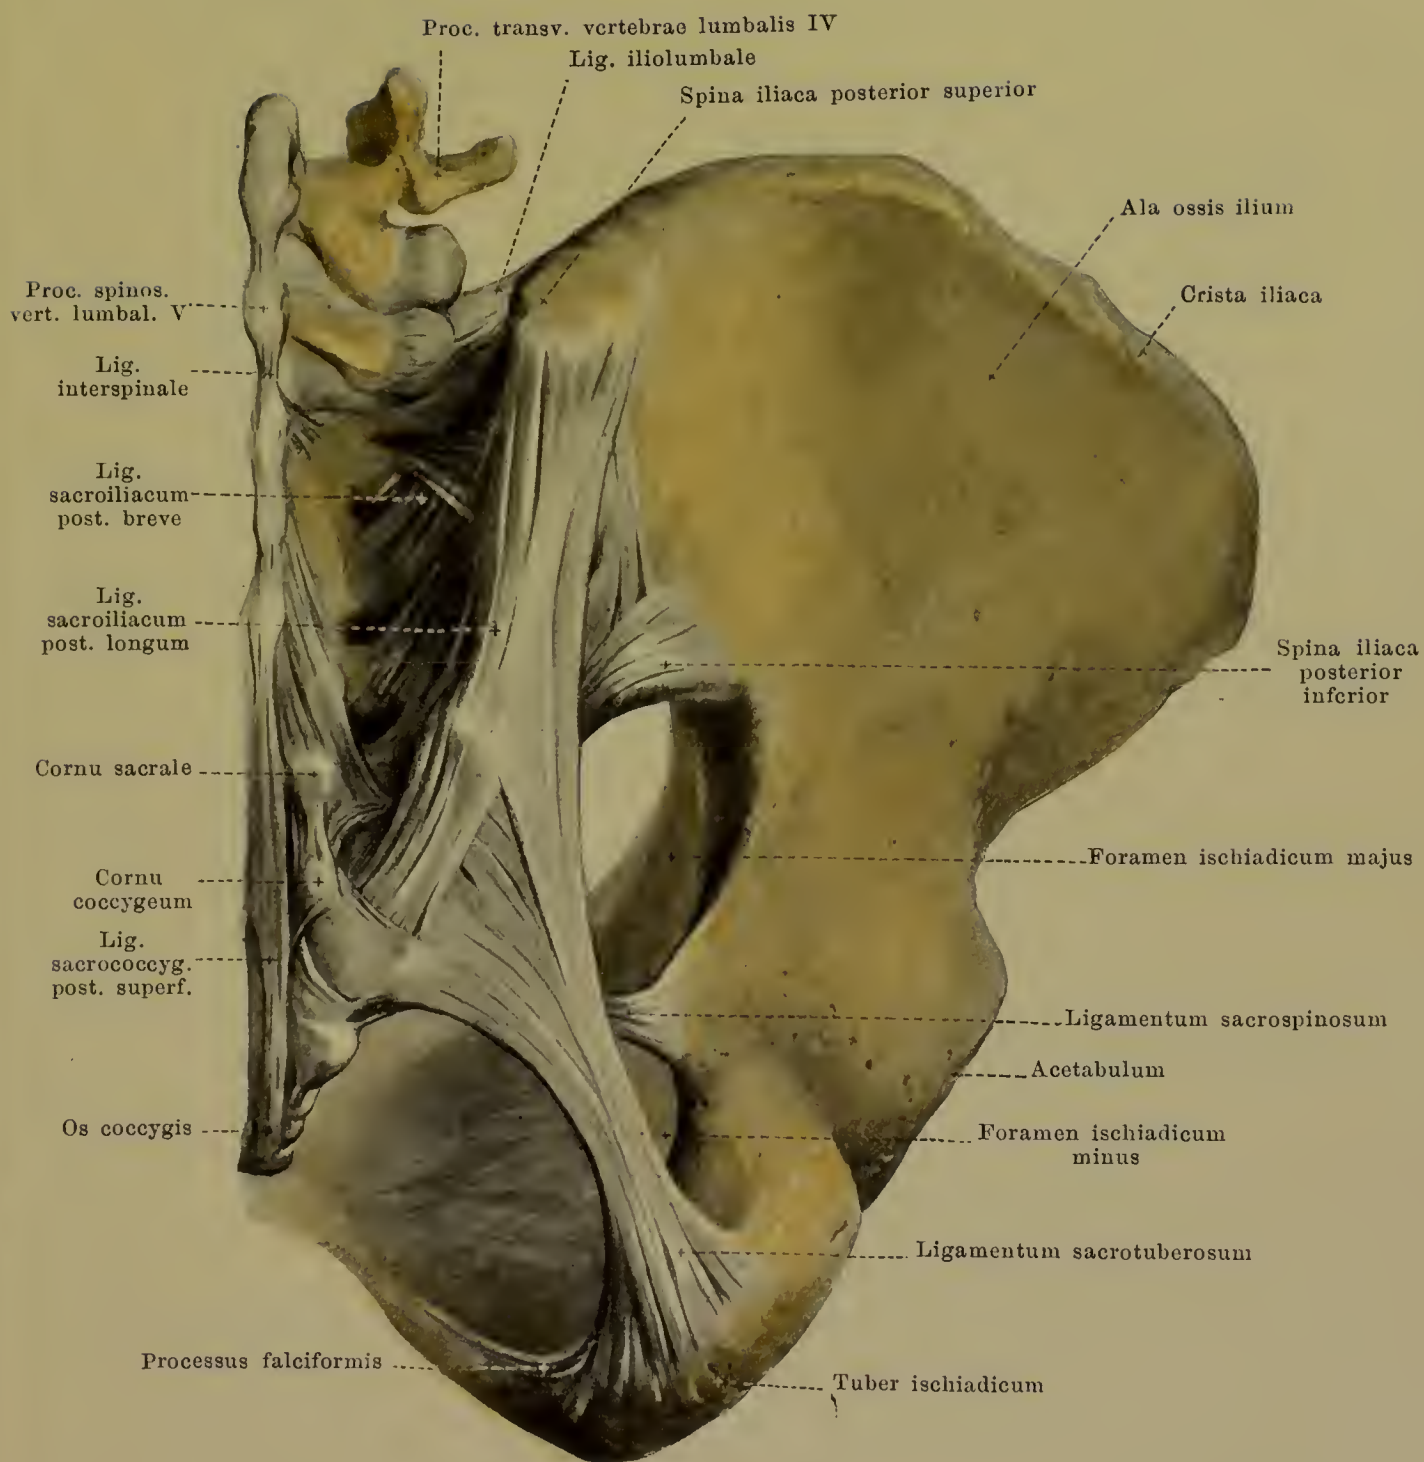 Proc. transv. vertebrae lumbalis IV
Lig. iliolumbale
Spina iliaca posterior superior
Ala ossis ilium
Crista iliaca
Proc. spinos.
vert. lumbal. V
Lig.
interspinale
Lig.
sacroiliacum
post. breve
Lig.
sacroiliacum
post. longum
Spina iliaca
posterior
inferior
Cornu sacrale
Foramen ischiadicum majus
Cornu
coccygeum
Lig.
sacrococcyg.
post. superf.
Ligamentum sacrospinosum
Acetabulum
Os coccygis
Foramen ischiadicum
minus
Ligamentum sacrotuberosum
Processus falciformis
Tuber ischiadicum